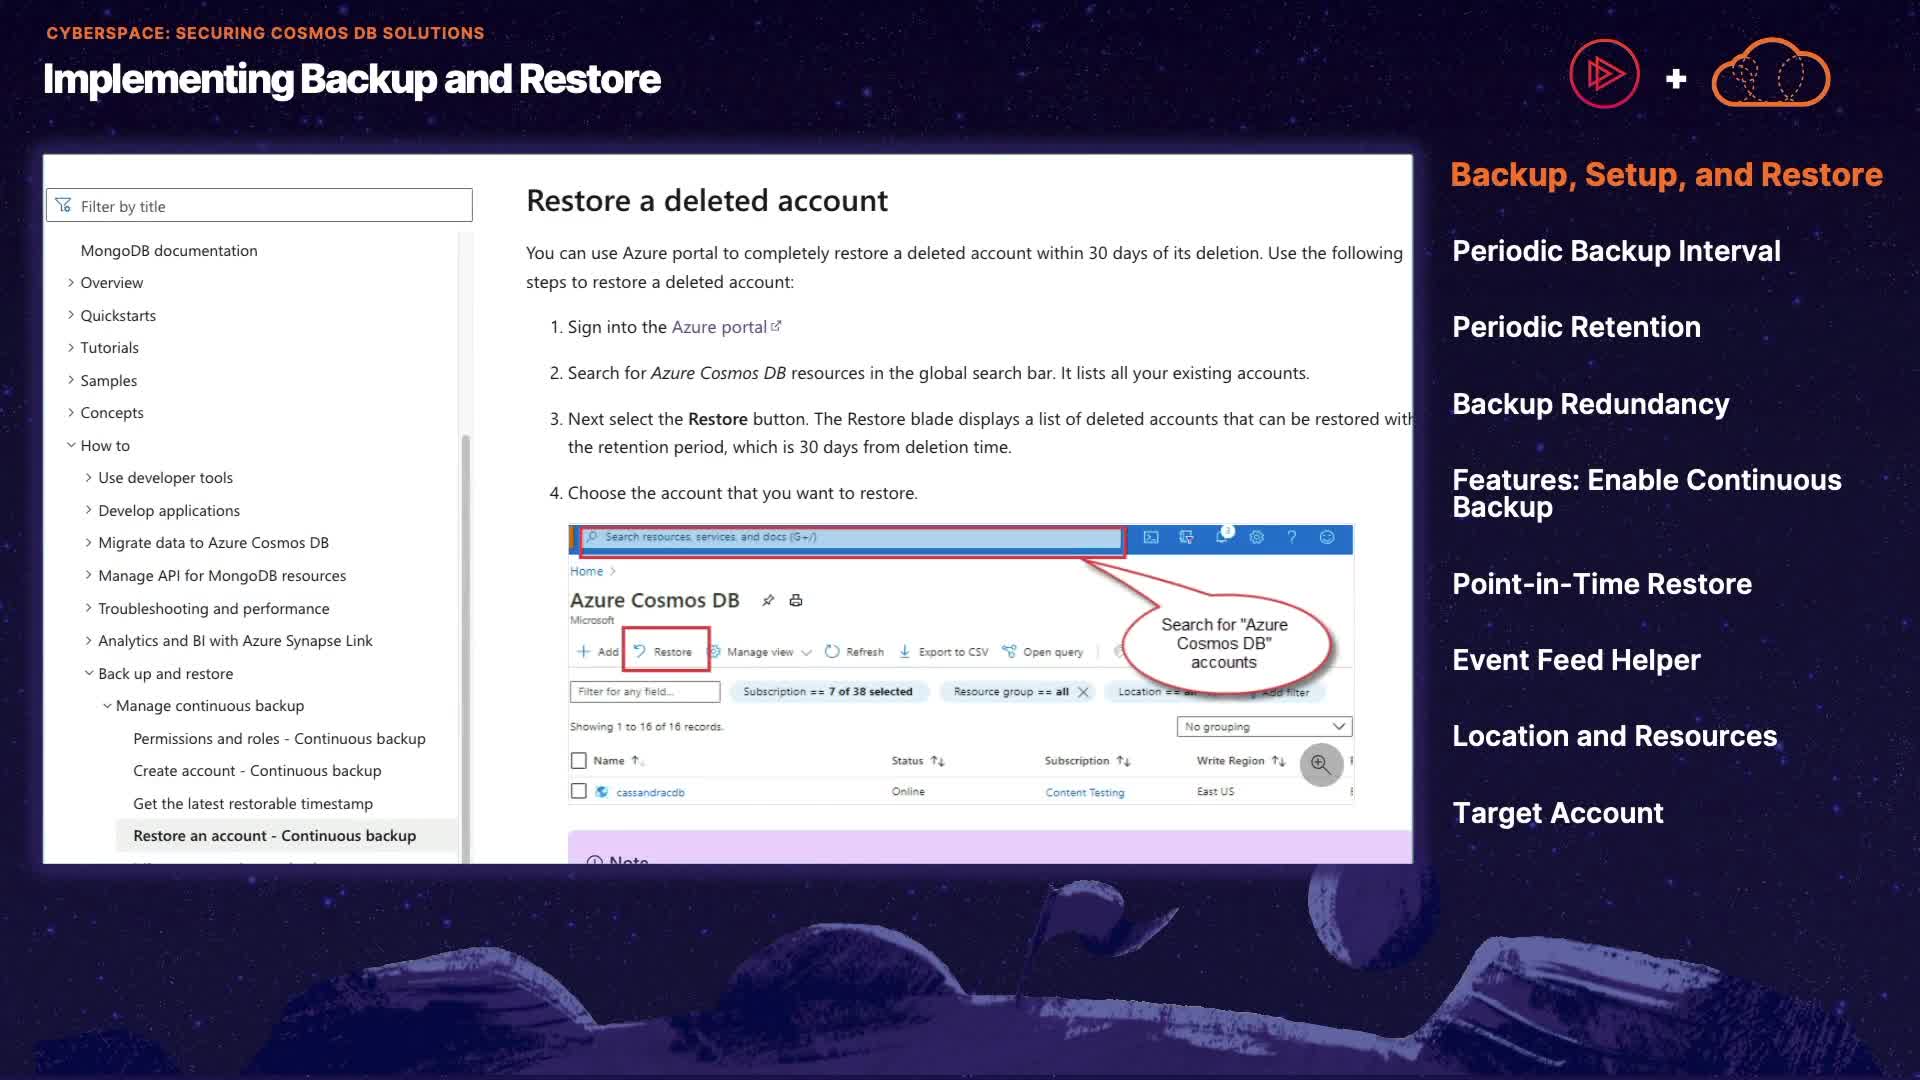 CYBERSPACE: SECURING COSMOS DB SOLUTIONS
Implementing Backup and Restore
Filter by title
MongoDB documentation
Overview
Quickstarts
Tutorials
Samples
Concepts
How to
Use developer tools
Develop applications
Migrate data to Azure Cosmos DB
Manage API for MongoDB resources
Troubleshooting and performance
Analytics and BI with Azure Synapse Link
Back up and restore
Manage continuous backup
Permissions and roles - Continuous backup
Create account - Continuous backup
Get the latest restorable timestamp
Restore an account - Continuous backup
Restore a deleted account
You can use Azure portal to completely restore a deleted account within 30 days of its deletion. Use the following
steps to restore a deleted account:
1. Sign into the Azure portal
2. Search for Azure Cosmos DB resources in the global search bar. It lists all your existing accounts.
3. Next select the Restore button. The Restore blade displays a list of deleted accounts that can be restored with
the retention period, which is 30 days from deletion time.
4. Choose the account that you want to restore.
Search resources, services, and docs (G+/)
3
Home >
Azure Cosmos DB
Microsoft
Add Restore Manage view Refresh Export to CSV Open query
Search for "Azure
Cosmos DB"
accounts
Filter for any field... Subscription == 7 of 38 selected Resource group == all Location == all Add filter
Showing 1 to 16 of 16 records. No grouping
Name Status Subscription Write Region
cassandracdb Online Content Testing East US
Note
Backup, Setup, and Restore
Periodic Backup Interval
Periodic Retention
Backup Redundancy
Features: Enable Continuous
Backup
Point-in-Time Restore
Event Feed Helper
Location and Resources
Target Account